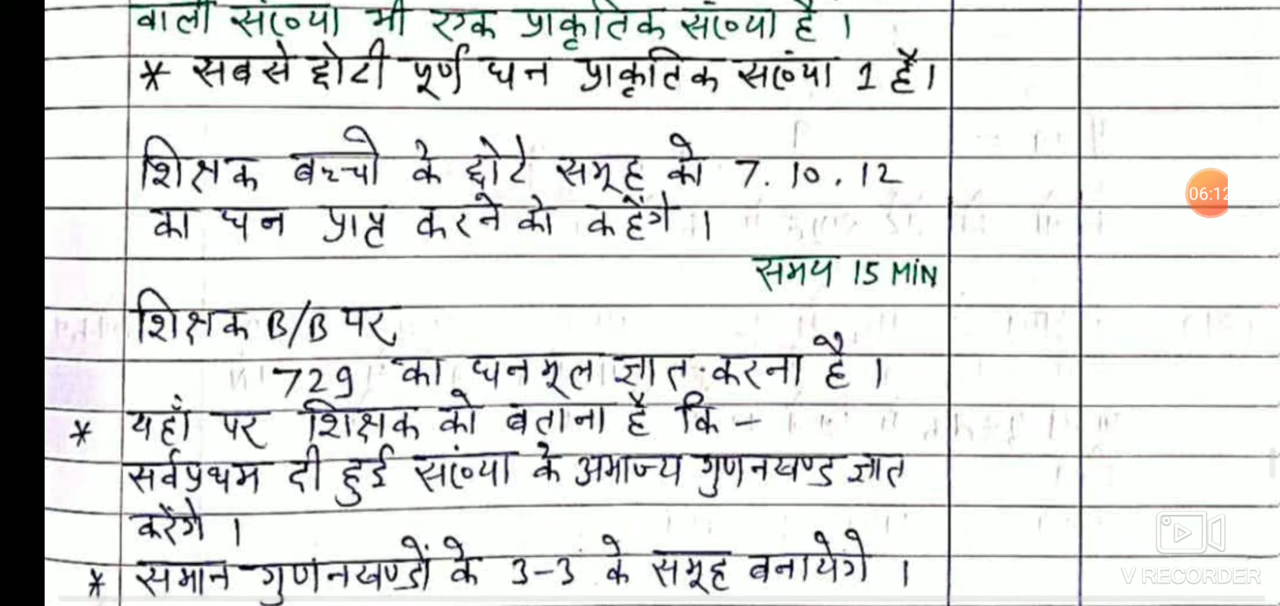 वाली संख्या भी एक प्राकृतिक संख्या है ।
* सबसे छोटी पूर्ण घन प्राकृतिक संख्या 1 है।
शिक्षक बच्चो के छोटे समूह को 7. 10. 12
का घन प्राप्त करने को कहेंगे ।
06:12
समय 15 MiN
शिक्षक B/B पर
729 का घनमूल ज्ञात करना है ।
* यहाँ पर शिक्षक को बताना है कि -
सर्वप्रथम दी हुई संख्या के अभाज्य गुणनखण्ड ज्ञात
करेंगे ।
* समान गुणनखण्डों के 3-3 के समूह बनायेगे ।
V RECORDER